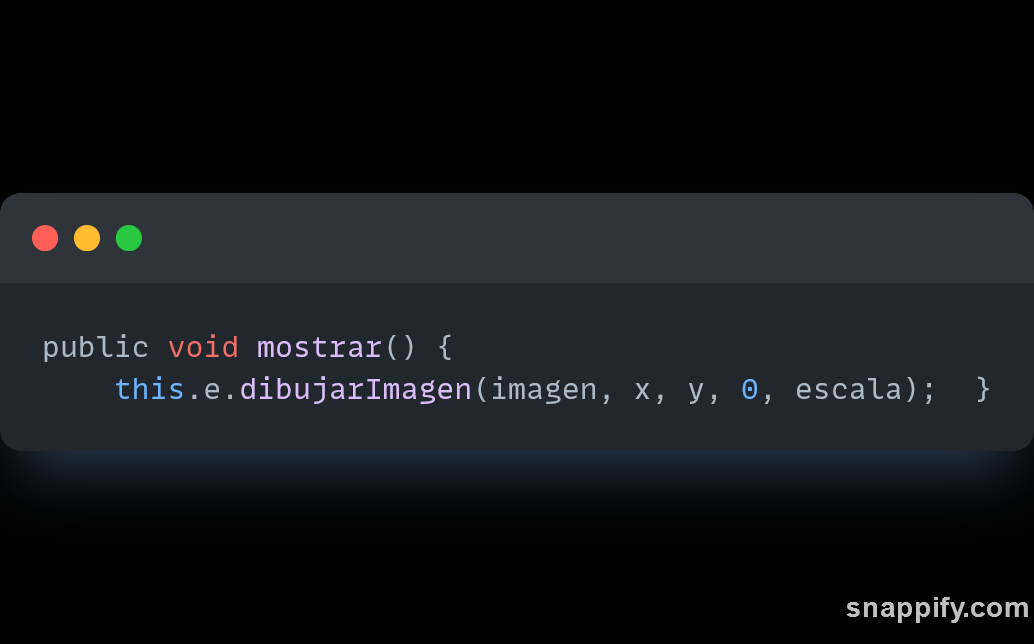 public void mostrar() {
    this.e.dibujarImagen(imagen, x, y, 0, escala);  }
snappify.com